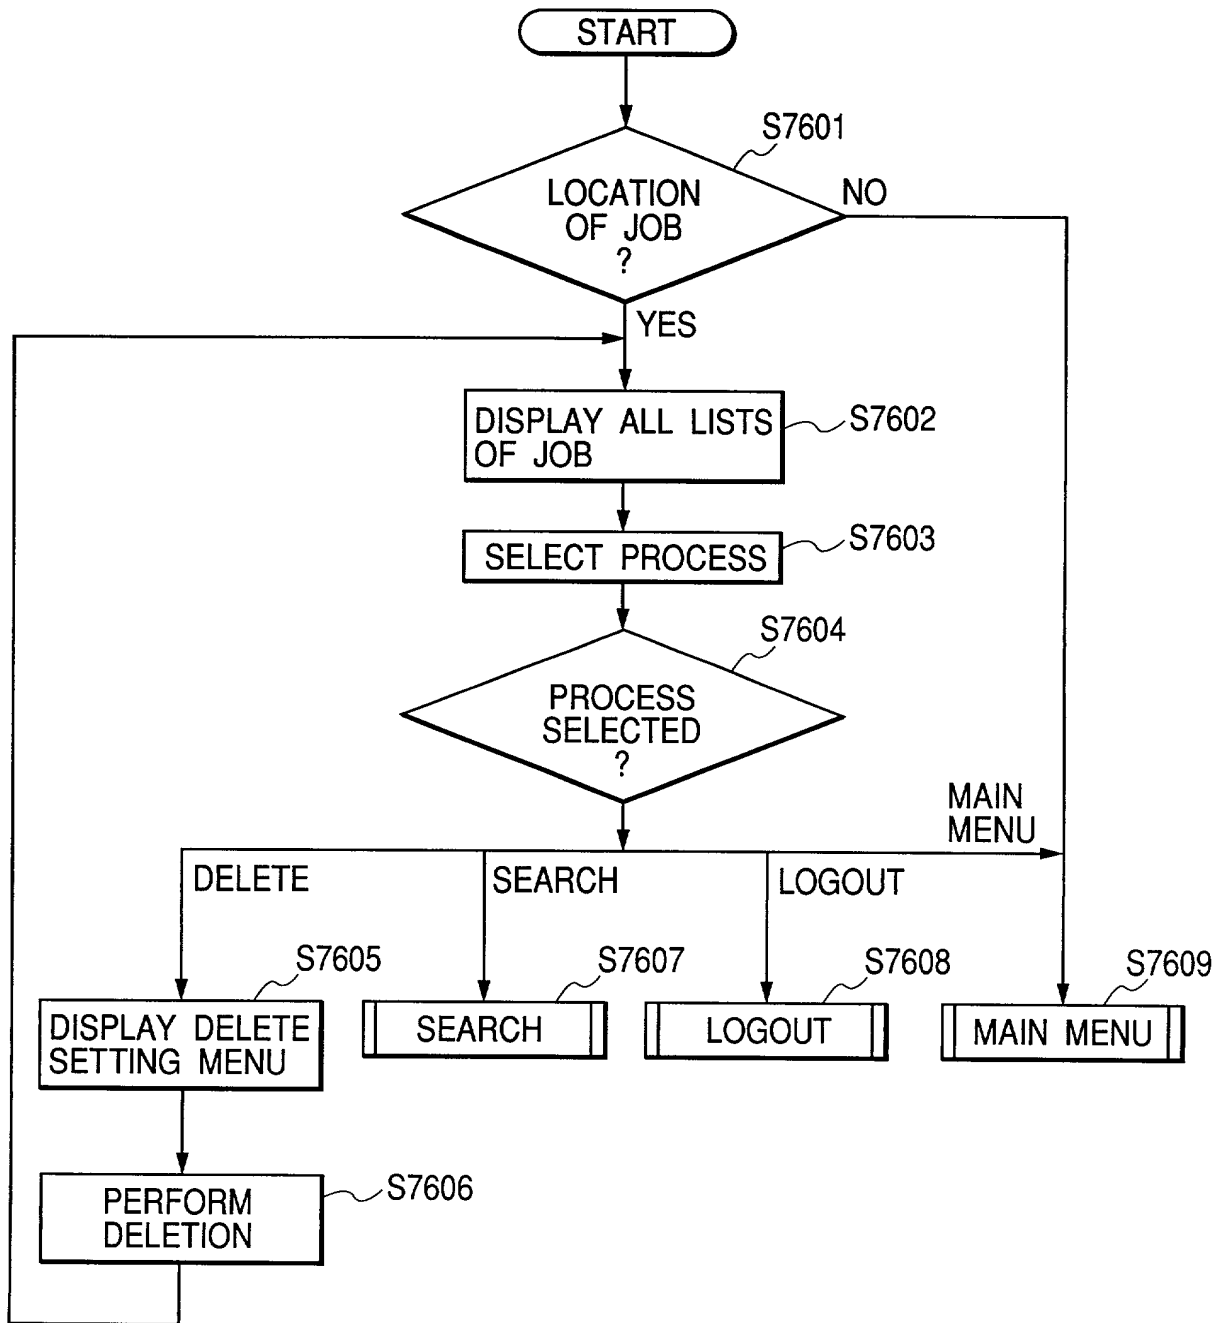 START
S7601
LOCATION
OF JOB
?
NO
YES
DISPLAY ALL LISTS
OF JOB
S7602
SELECT PROCESS
S7603
S7604
PROCESS
SELECTED
?
MAIN
MENU
DELETE
SEARCH
LOGOUT
S7605
S7607
S7608
S7609
DISPLAY DELETE
SETTING MENU
SEARCH
LOGOUT
MAIN MENU
PERFORM
DELETION
S7606